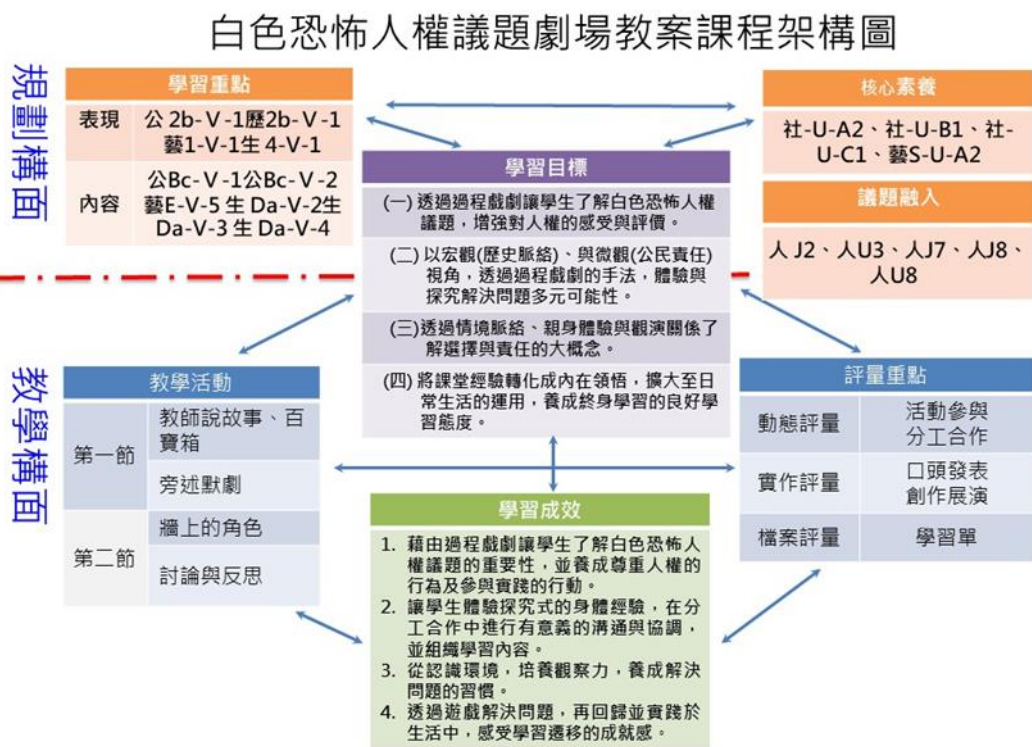 白色恐怖人權議題劇場教案課程架構圖
規劃構面
學習重點
表現
公 2b-Ⅴ-1歷2b-Ⅴ-1
藝1-V-1生 4-V-1
內容
公Bc-Ⅴ-1公Bc-Ⅴ-2
藝E-V-5 生 Da-V-2生
Da-V-3 生 Da-V-4
核心素養
社-U-A2、社-U-B1、社-
U-C1、藝S-U-A2
議題融入
人 J2、人U3、人J7、人J8、
人U8
學習目標
(一) 透過過程戲劇讓學生了解白色恐怖人權
議題，增強對人權的感受與評價。
(二) 以宏觀(歷史脈絡)、與微觀(公民責任)
視角，透過過程戲劇的手法，體驗與
探究解決問題多元可能性。
(三) 透過情境脈絡、親身體驗與觀演關係了
解選擇與責任的大概念。
(四) 將課堂經驗轉化成內在領悟，擴大至日
常生活的運用，養成終身學習的良好學
習態度。
教學構面
教學活動
第一節
教師說故事、百
寶箱
旁述默劇
第二節
牆上的角色
討論與反思
評量重點
動態評量
活動參與
分工合作
實作評量
口頭發表
創作展演
檔案評量
學習單
學習成效
1. 藉由過程戲劇讓學生了解白色恐怖人
權議題的重要性，並養成尊重人權的
行為及參與實踐的行動。
2. 讓學生體驗探究式的身體經驗，在分
工合作中進行有意義的溝通與協調，
並組織學習內容。
3. 從認識環境，培養觀察力，養成解決
問題的習慣。
4. 透過遊戲解決問題，再回歸並實踐於
生活中，感受學習遷移的成就感。